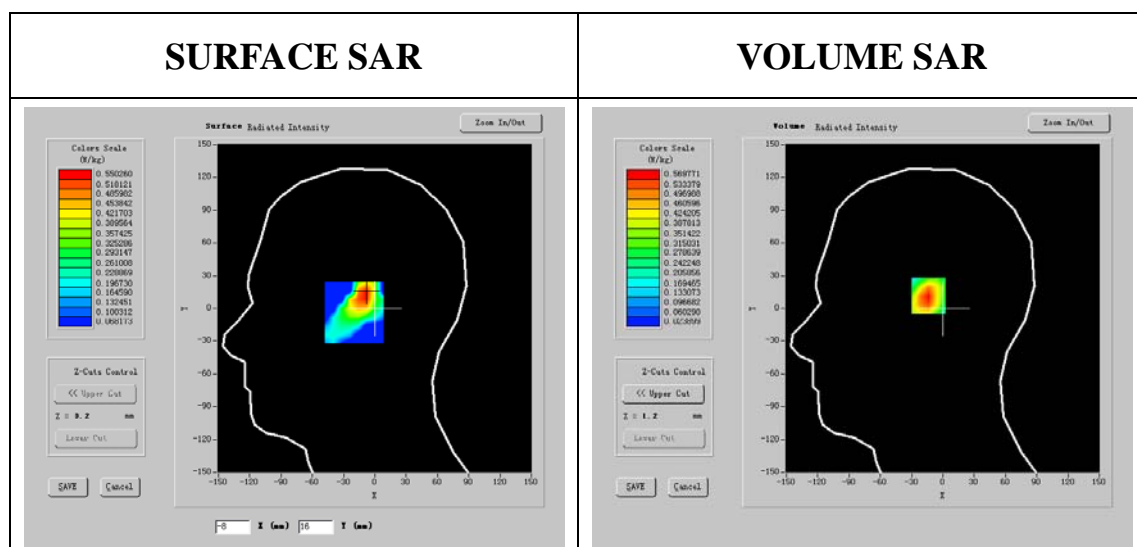 SURFACE SAR
VOLUME SAR
Surface Radiated Intensity
Zoom In/Out
Colors Scale
(W/kg)
0.550260
0.518121
0.485982
0.453842
0.421703
0.389564
0.357425
0.325286
0.293147
0.261008
0.228869
0.196730
0.164590
0.132451
0.100312
0.068173
150
120
90
60
30
0
-30
-60
-90
-120
-150
Y
-150 -120 -90 -60 -30 0 30 60 90 120 150
X
Z-Cuts Control
<< Upper Cut
Z = 3.2 mm
Lower Cut
SAVE
Cancel
-8 X (mm) 16 Y (mm)
Volume Radiated Intensity
Zoom In/Out
Colors Scale
(W/kg)
0.569771
0.533379
0.496988
0.460596
0.424205
0.387813
0.351422
0.315031
0.278639
0.242248
0.205856
0.169465
0.133073
0.096682
0.060290
0.023899
150
120
90
60
30
0
-30
-60
-90
-120
-150
Y
-150 -120 -90 -60 -30 0 30 60 90 120 150
X
Z-Cuts Control
<< Upper Cut
Z = 1.2 mm
Lower Cut
SAVE
Cancel